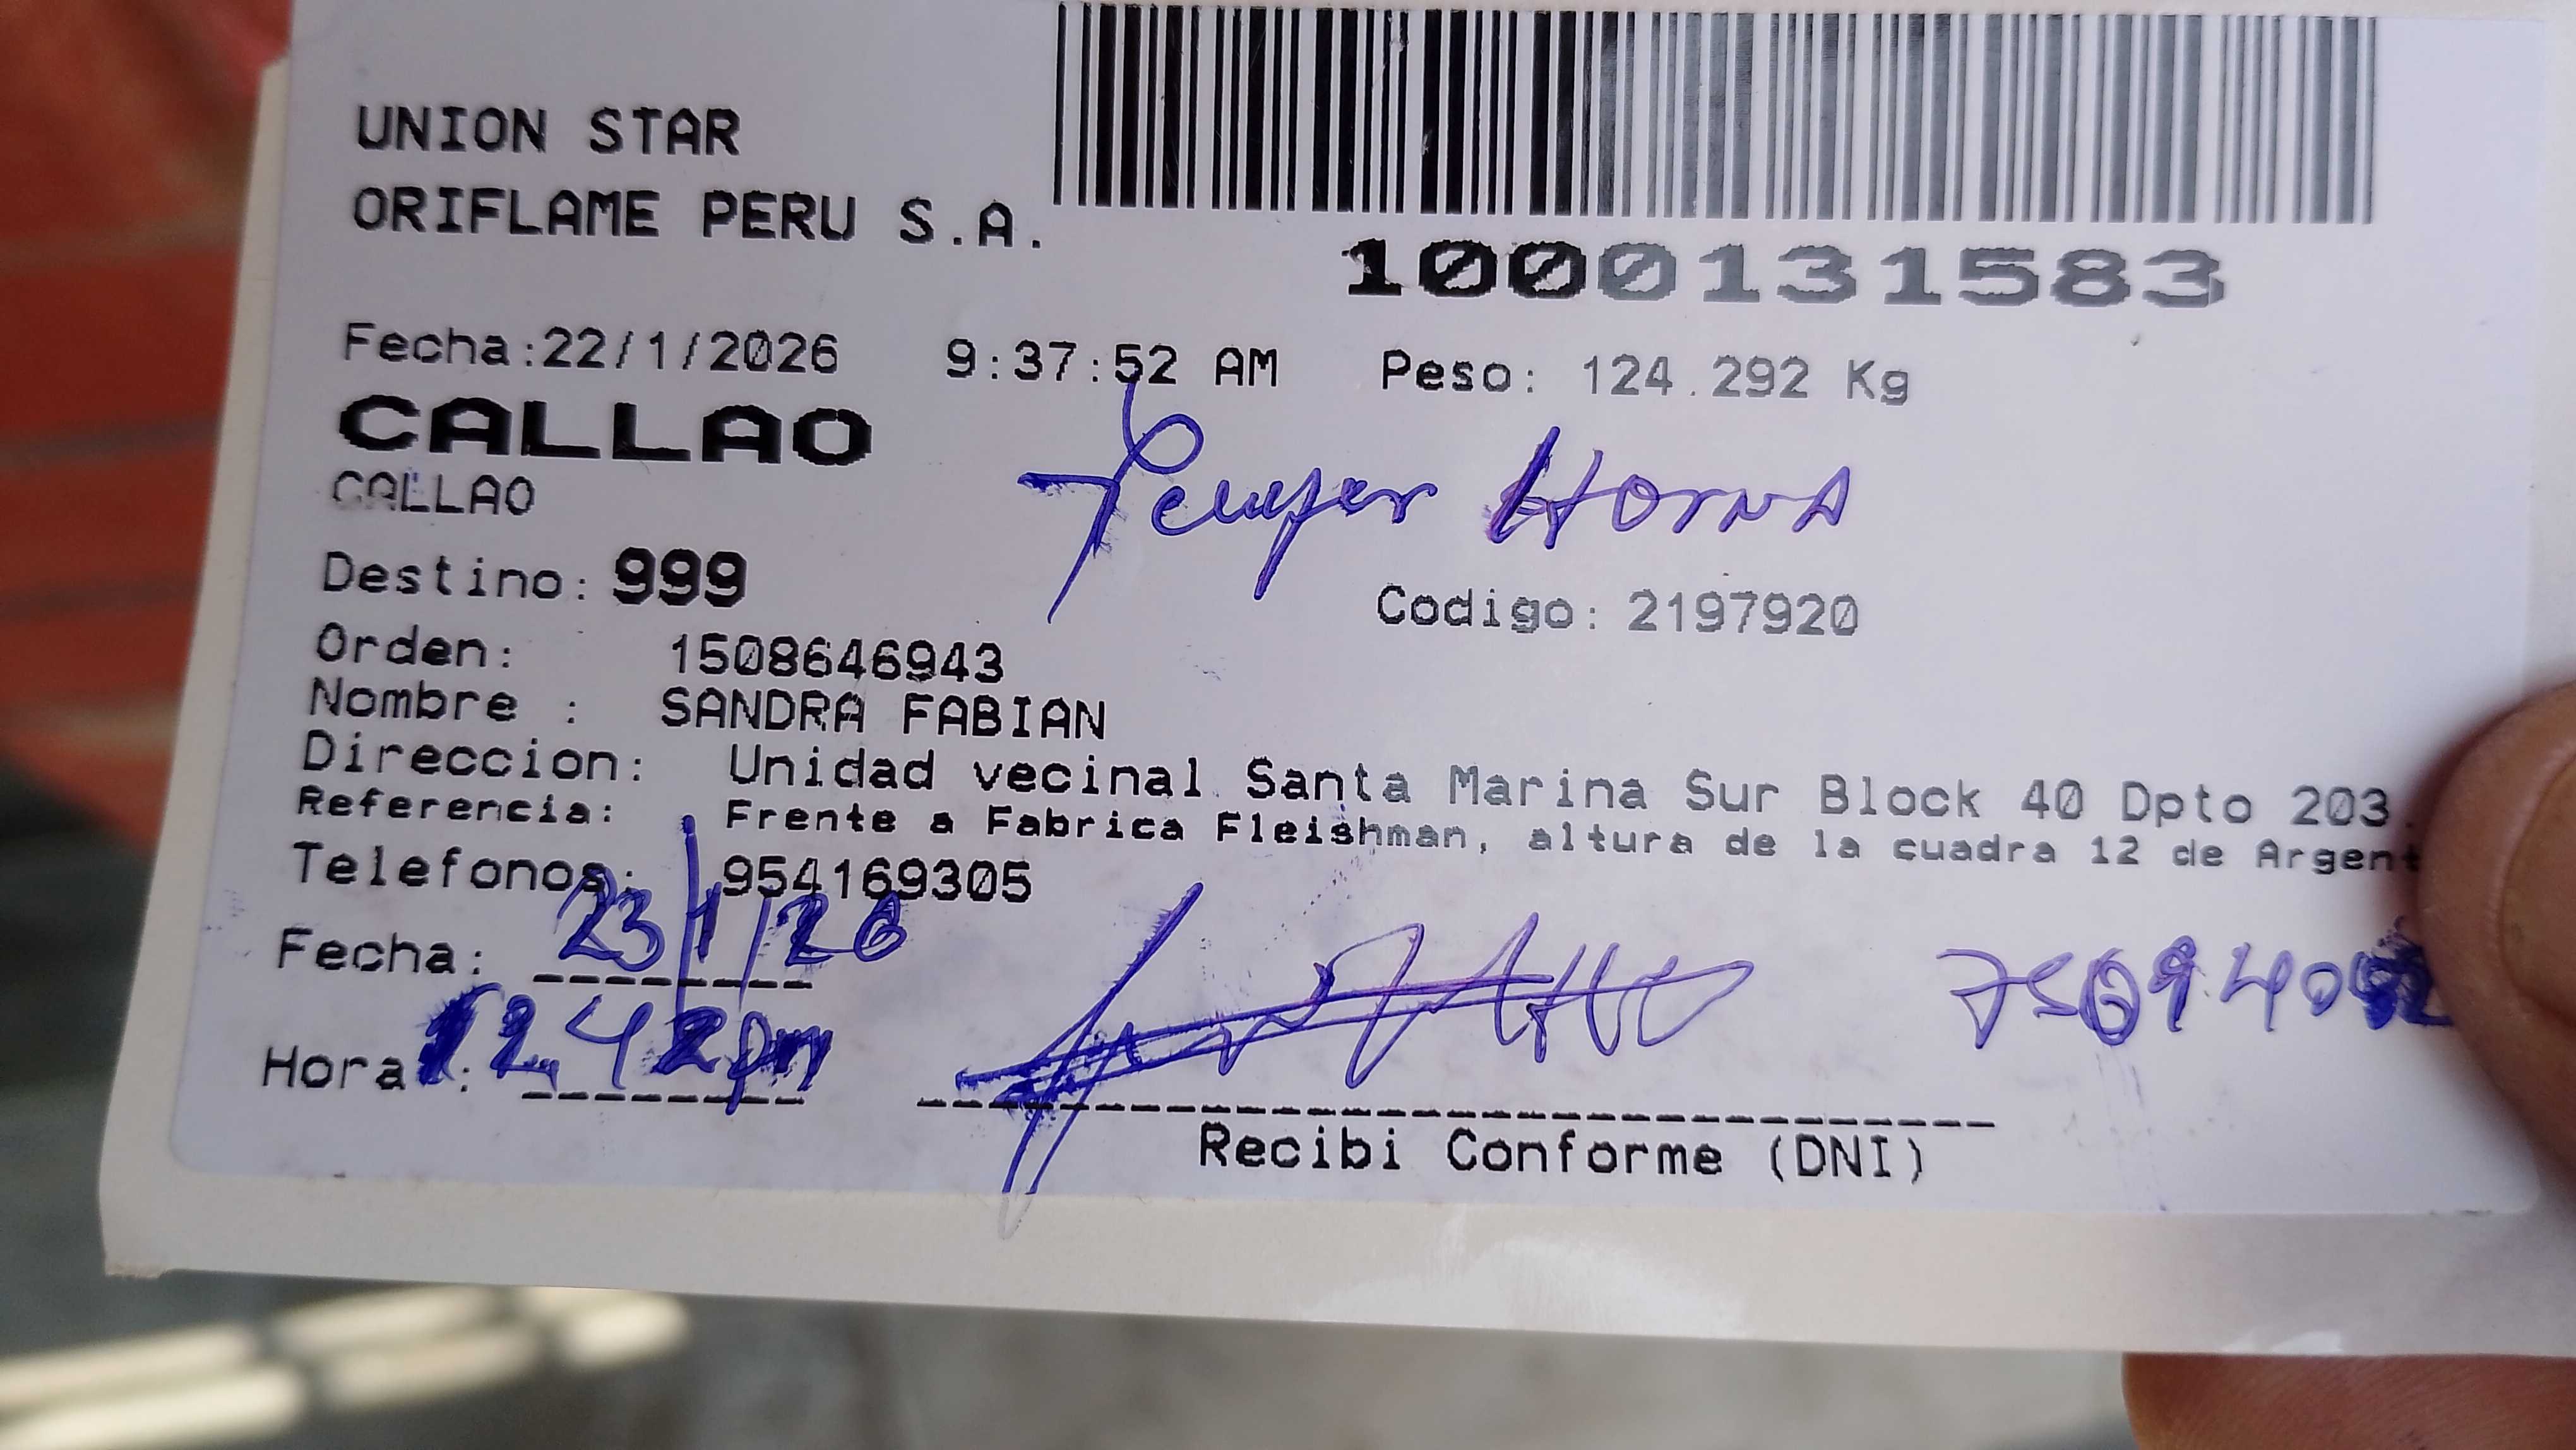 UNION STAR
ORIFLAME PERU S.A.
1000131583
Fecha:22/1/2026 9:37:52 AM Peso: 124.292 Kg
CALLAO
CALLAO
Horna
Destino: 999
Codigo: 2197920
Orden: 1508646943
Nombre : SANDRA FABIAN
Direccion: Unidad vecinal Santa Marina Sur Block 40 Dpto 203.
Referencia: Frente a Fabrica Fleishman, altura de la cuadra 12 de Argent
Telefonos: 954169305
Fecha: 23/1/26
Hora : 12.42pm
Recibi Conforme (DNI)